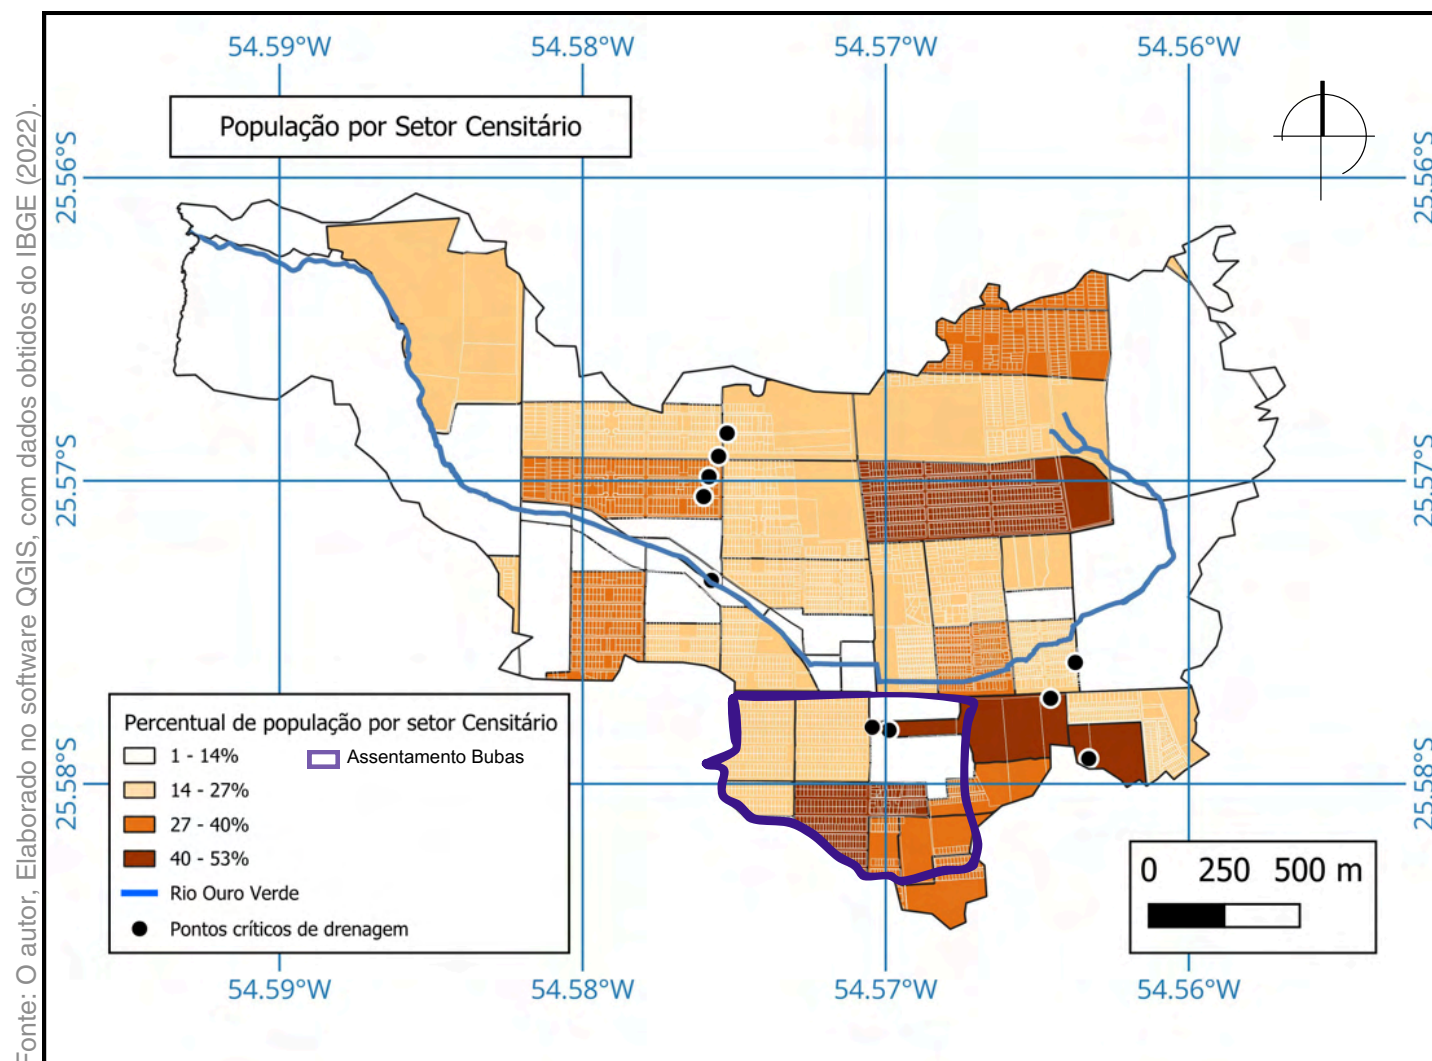 54.59°W 54.58°W 54.57°W 54.56°W
População por Setor Censitário
25.56°S 25.56°S
25.57°S 25.57°S
25.58°S 25.58°S
Percentual de população por setor Censitário
1 - 14%
Assentamento Bubas
14 - 27%
27 - 40%
40 - 53%
Rio Ouro Verde
Pontos críticos de drenagem
0 250 500 m
54.59°W 54.58°W 54.57°W 54.56°W
Fonte: O autor, Elaborado no software QGIS, com dados obtidos do IBGE (2022).